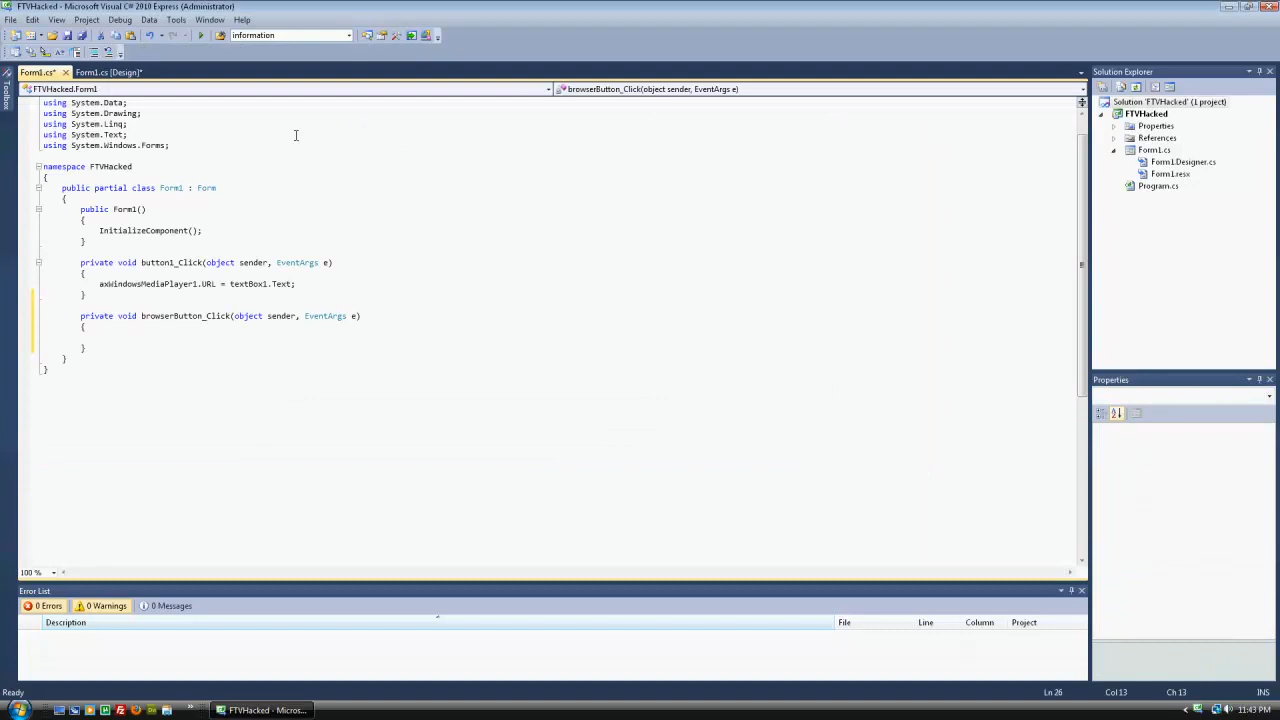 FTVHacked - Microsoft Visual C# 2010 Express (Administrator)
File Edit View Project Debug Data Tools Window Help
information
Form1.cs* Form1.cs [Design]*
FTVHacked.Form1 browserButton_Click(object sender, EventArgs e)
using System.Data;
using System.Drawing;
using System.Linq;
using System.Text;
using System.Windows.Forms;
namespace FTVHacked
{
public partial class Form1 : Form
{
public Form1()
{
InitializeComponent();
}
private void button1_Click(object sender, EventArgs e)
{
axWindowsMediaPlayer1.URL = textBox1.Text;
}
private void browserButton_Click(object sender, EventArgs e)
{
}
}
}
100 %
Toolbox
Solution Explorer
Solution 'FTVHacked' (1 project)
FTVHacked
Properties
References
Form1.cs
Form1.Designer.cs
Form1.resx
Program.cs
Properties
Error List
0 Errors 0 Warnings 0 Messages
Description File Line Column Project
Ready Ln 26 Col 13 Ch 13 INS
FTVHacked - Micros... 11:43 PM